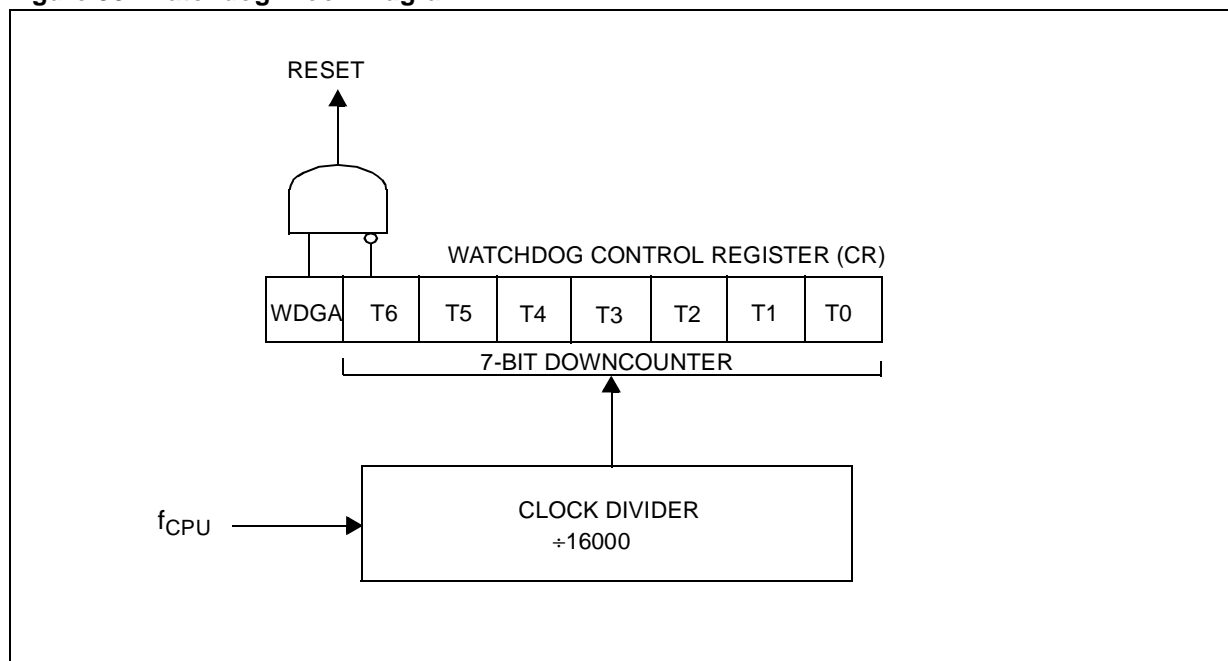 RESET
WATCHDOG CONTROL REGISTER (CR)
WDGA T6 T5 T4 T3 T2 T1 T0
7-BIT DOWNCOUNTER
fCPU
CLOCK DIVIDER
÷16000